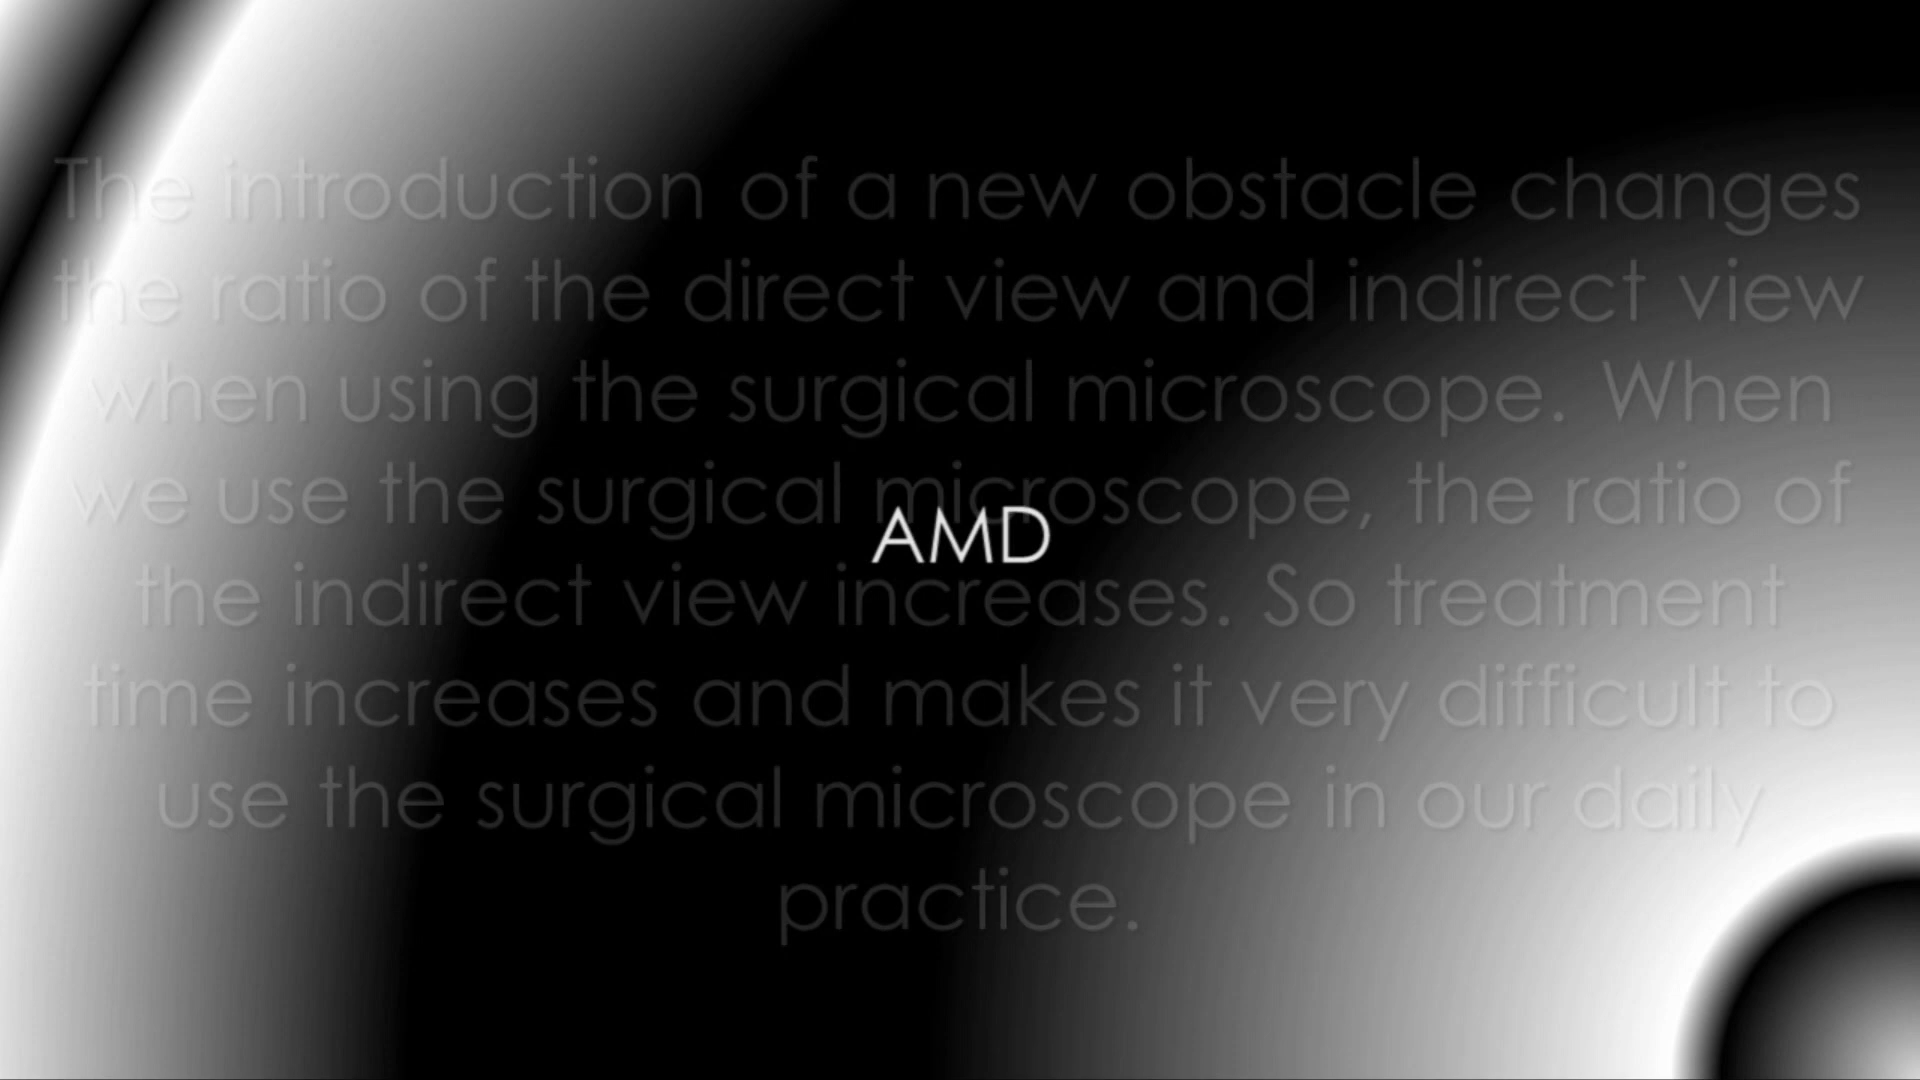 The introduction of a new obstacle changes
the ratio of the direct view and indirect view
when using the surgical microscope. When
we use the surgical microscope, the ratio of
AMD
the indirect view increases. So treatment
time increases and makes it very difficult to
use the surgical microscope in our daily
practice.